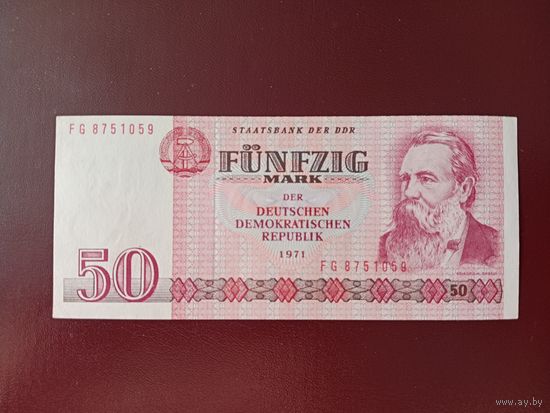 FG 8751059
STAATSBANK DER DDR
FÜNFZIG
MARK
DER
DEUTSCHEN
DEMOKRATISCHEN
REPUBLIK
1971
FG 8751059
50
50
www.ay.by